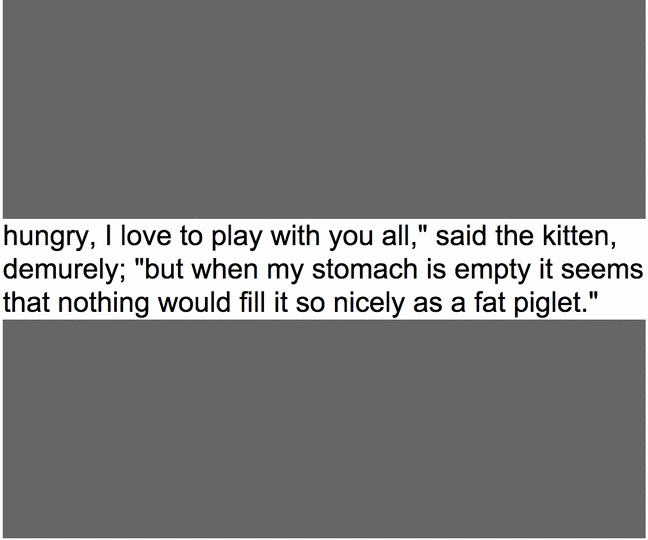 hungry, I love to play with you all," said the kitten,
demurely; "but when my stomach is empty it seems
that nothing would fill it so nicely as a fat piglet."